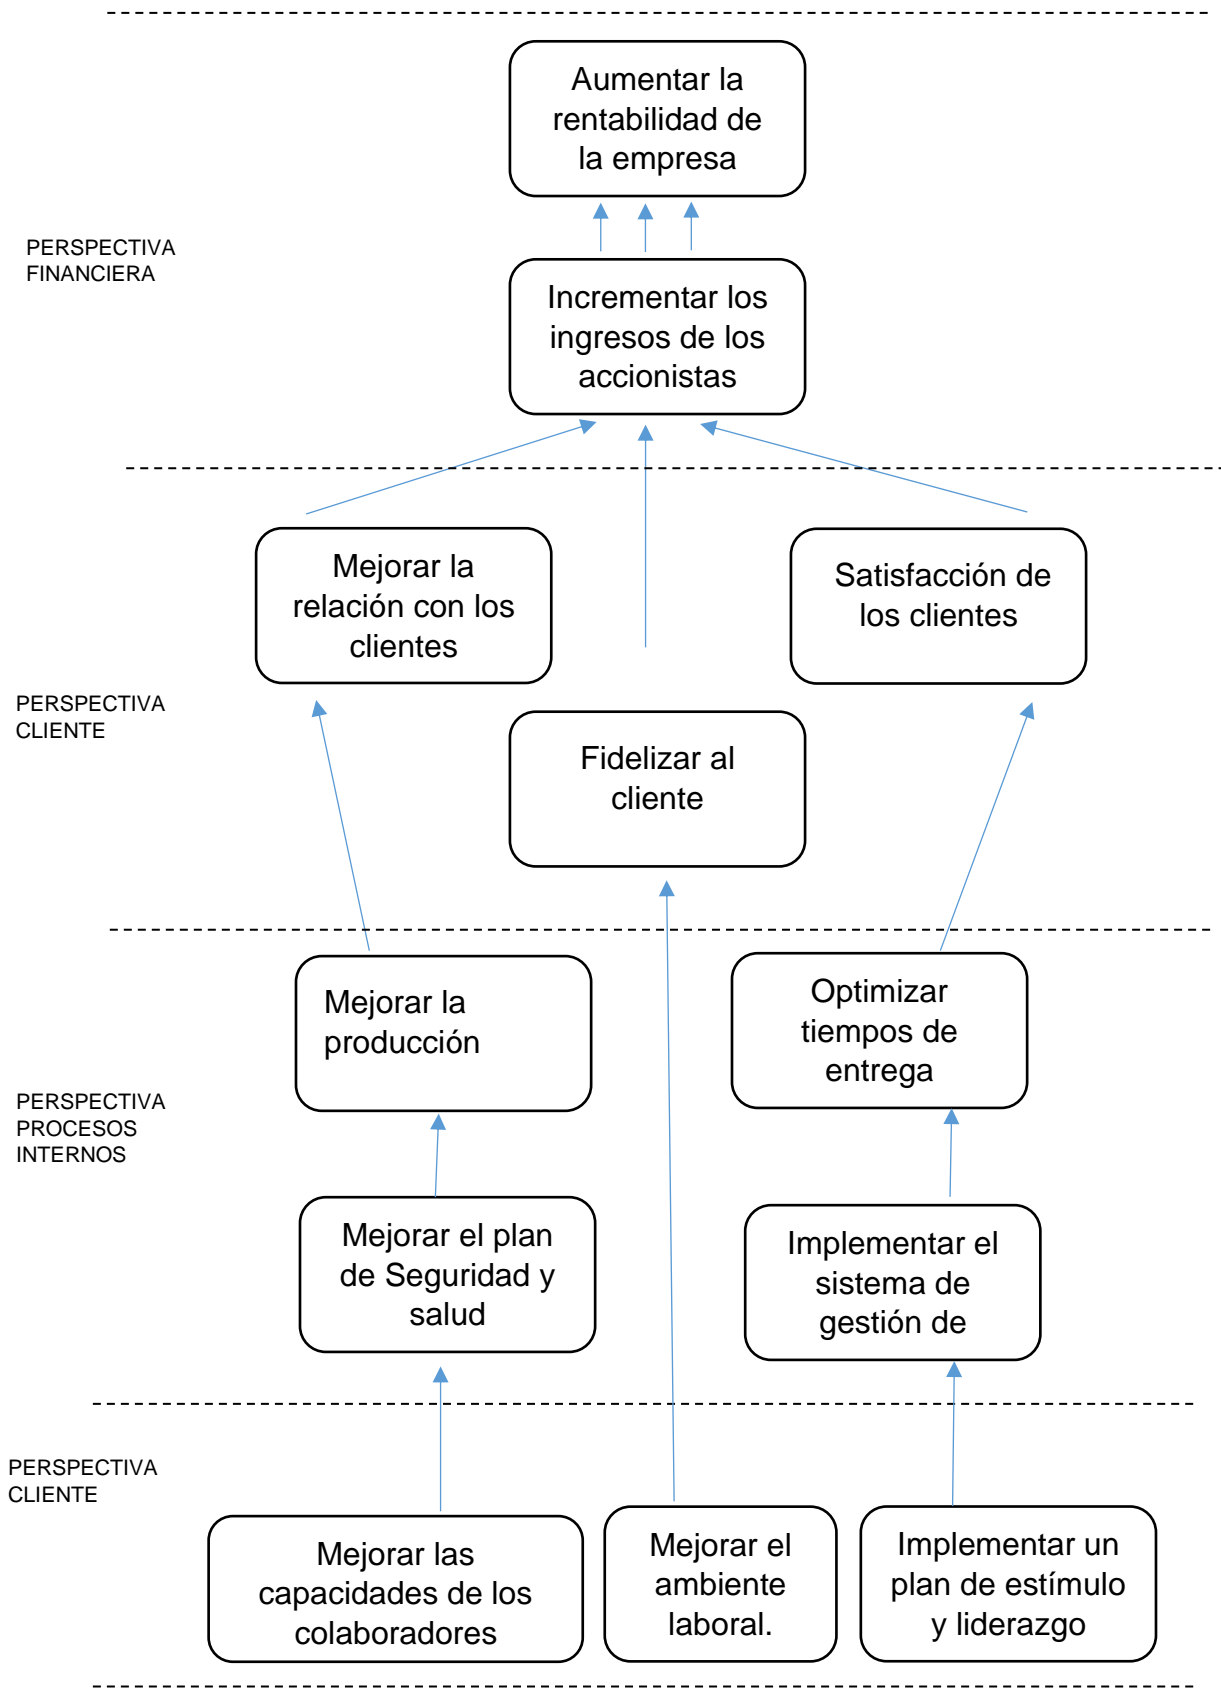 Aumentar la
rentabilidad de
la empresa
PERSPECTIVA
FINANCIERA
Incrementar los
ingresos de los
accionistas
Mejorar la
relación con los
clientes
Satisfacción de
los clientes
PERSPECTIVA
CLIENTE
Fidelizar al
cliente
Mejorar la
producción
Optimizar
tiempos de
entrega
PERSPECTIVA
PROCESOS
INTERNOS
Mejorar el plan
de Seguridad y
salud
Implementar el
sistema de
gestión de
PERSPECTIVA
CLIENTE
Mejorar las
capacidades de los
colaboradores
Mejorar el
ambiente
laboral.
Implementar un
plan de estímulo
y liderazgo